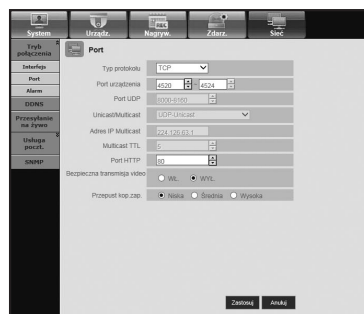 System
Urządz.
REC
Nagryw.
Zdarz.
Sieć
Tryb
połączenia
Interfejs
Port
Alarm
DDNS
Przesyłanie
na żywo
Usługa
poczt.
SNMP
Port
Typ protokołu TCP
Port urządzenia 4520 4524
Port UDP 8000-8160
Unicast/Multicast UDP-Unicast
Adres IP Multicast 224.126.63.1
Multicast TTL 5
Port HTTP 80
Bezpieczna transmisja video WŁ. WYŁ.
Przepust kop.zap. Niska Średnia Wysoka
Zastosuj Anuluj